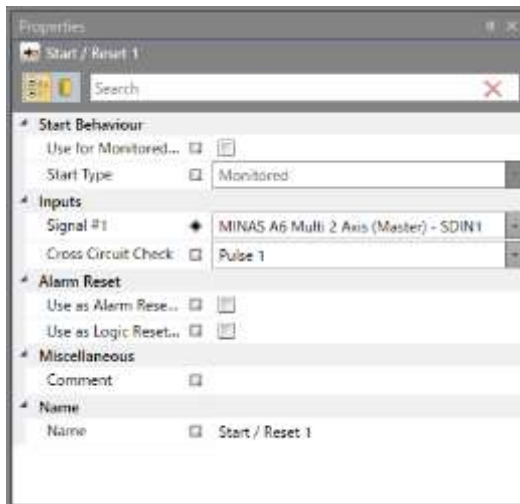 Properties
Start / Reset 1
Search
Start Behaviour
Use for Monitored...
Start Type Monitored
Inputs
Signal #1 MINAS A6 Multi 2 Axis (Master) - SDIN1
Cross Circuit Check Pulse 1
Alarm Reset
Use as Alarm Rese...
Use as Logic Reset...
Miscellaneous
Comment
Name
Name Start / Reset 1